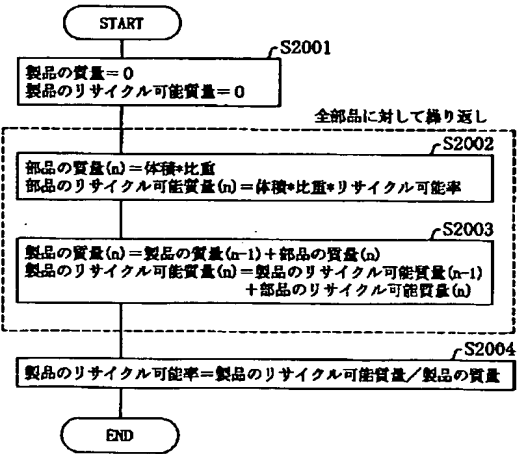 START
S2001
製品の質量=0
製品のリサイクル可能質量=0
全部品に対して繰り返し
S2002
部品の質量(n)=体積*比重
部品のリサイクル可能質量(n)=体積*比重*リサイクル可能率
S2003
製品の質量(n)=製品の質量(n-1)+部品の質量(n)
製品のリサイクル可能質量(n)=製品のリサイクル可能質量(n-1)
+部品のリサイクル可能質量(n)
S2004
製品のリサイクル可能率=製品のリサイクル可能質量/製品の質量
END